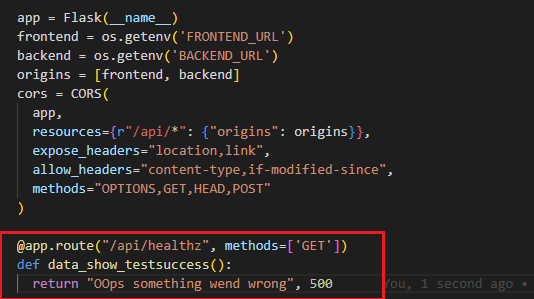 app = Flask(__name__)
frontend = os.getenv('FRONTEND_URL')
backend = os.getenv('BACKEND_URL')
origins = [frontend, backend]
cors = CORS(
app,
resources={r"/api/*": {"origins": origins}},
expose_headers="location,link",
allow_headers="content-type,if-modified-since",
methods="OPTIONS,GET,HEAD,POST"
)
@app.route("/api/healthz", methods=['GET'])
def data_show_testsuccess():
return "OOps something wend wrong", 500 You, 1 second ago •